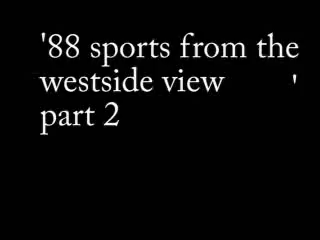 '88 sports from the
westside view '
part 2